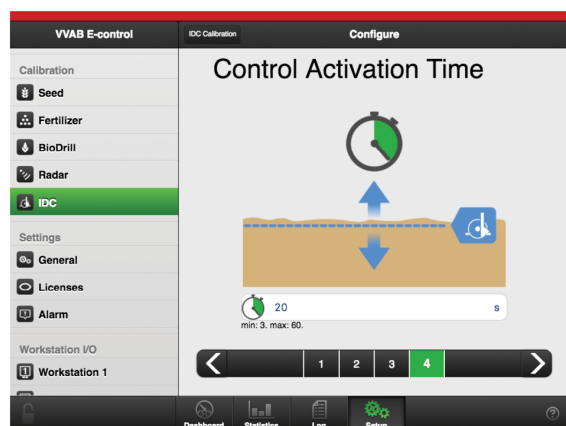 VVAB E-control
IDC Calibration
Configure
Calibration
Seed
Fertilizer
BioDrill
Radar
IDC
Settings
General
Licenses
Alarm
Workstation I/O
1 Workstation 1
Control Activation Time
20 s
min: 3. max: 60.
1 2 3 4
Dashboard Statistics Log Setup
?